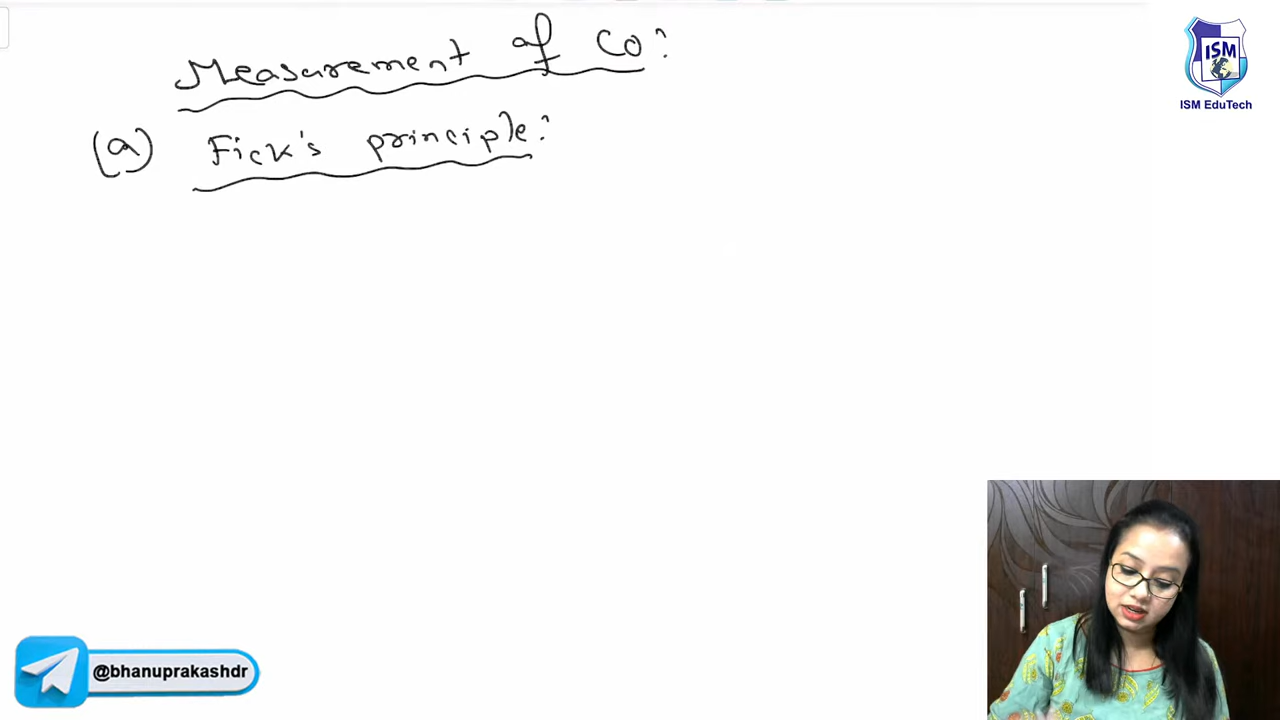 Measurement of CO:
(a) Fick's principle:
ISM
ISM EduTech
@bhanuprakashdr